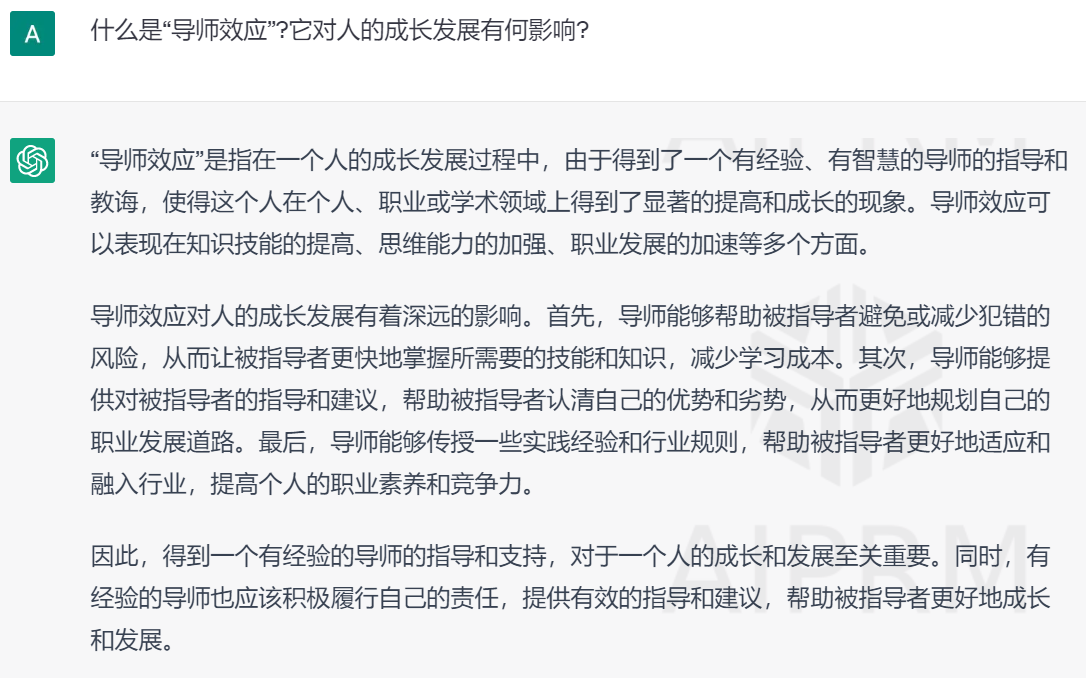 A
什么是“导师效应”?它对人的成长发展有何影响?
“导师效应”是指在一个人的成长发展过程中，由于得到了一个有经验、有智慧的导师的指导和
教诲，使得这个人在个人、职业或学术领域上得到了显著的提高和成长的现象。导师效应可
以表现在知识技能的提高、思维能力的加强、职业发展的加速等多个方面。
导师效应对人的成长发展有着深远的影响。首先，导师能够帮助被指导者避免或减少犯错的
风险，从而让被指导者更快地掌握所需要的技能和知识，减少学习成本。其次，导师能够提
供对被指导者的指导和建议，帮助被指导者认清自己的优势和劣势，从而更好地规划自己的
职业发展道路。最后，导师能够传授一些实践经验和行业规则，帮助被指导者更好地适应和
融入行业，提高个人的职业素养和竞争力。
因此，得到一个有经验的导师的指导和支持，对于一个人的成长和发展至关重要。同时，有
经验的导师也应该积极履行自己的责任，提供有效的指导和建议，帮助被指导者更好地成长
和发展。
AIPRM